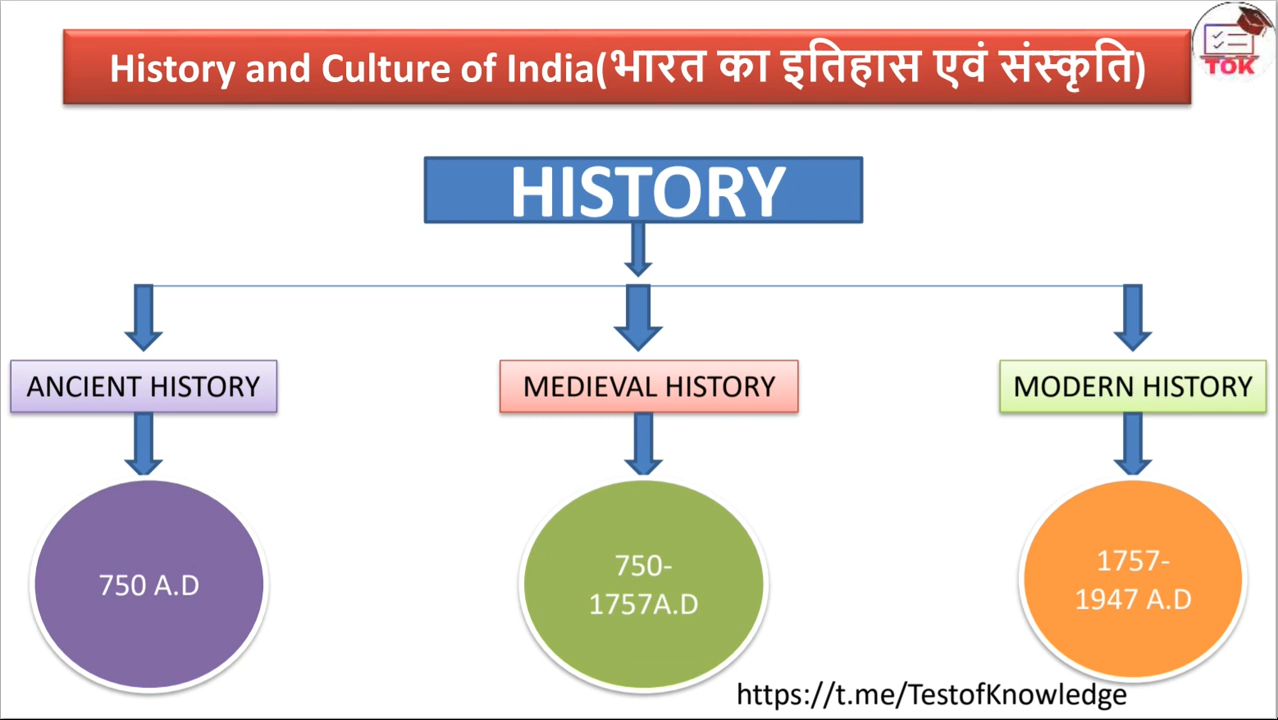 History and Culture of India(भारत का इतिहास एवं संस्कृति)
TOK
HISTORY
ANCIENT HISTORY
MEDIEVAL HISTORY
MODERN HISTORY
750 A.D
750-
1757A.D
1757-
1947 A.D
https://t.me/TestofKnowledge